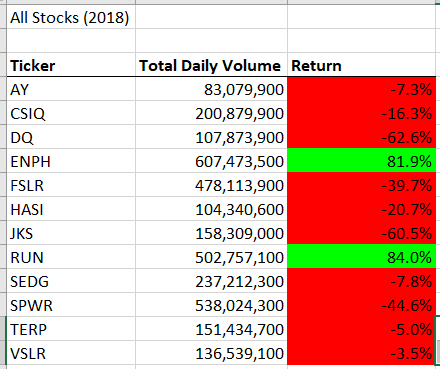 All Stocks (2018)
Ticker Total Daily Volume Return
AY 83,079,900 -7.3%
CSIQ 200,879,900 -16.3%
DQ 107,873,900 -62.6%
ENPH 607,473,500 81.9%
FSLR 478,113,900 -39.7%
HASI 104,340,600 -20.7%
JKS 158,309,000 -60.5%
RUN 502,757,100 84.0%
SEDG 237,212,300 -7.8%
SPWR 538,024,300 -44.6%
TERP 151,434,700 -5.0%
VSLR 136,539,100 -3.5%